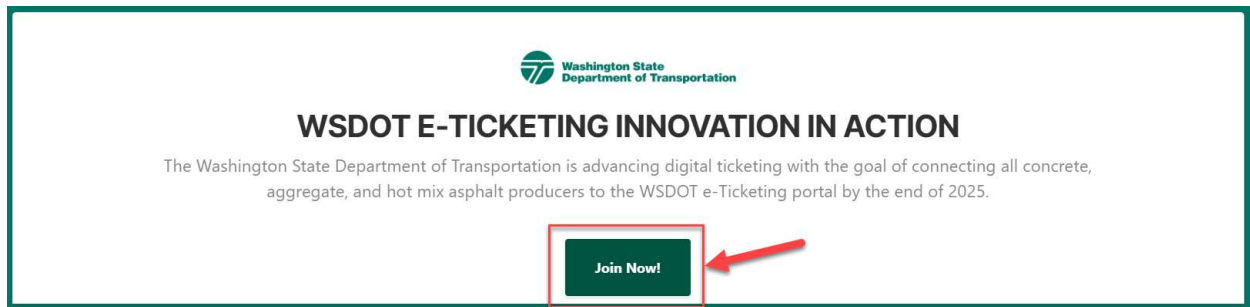 Washington State
Department of Transportation
WSDOT E-TICKETING INNOVATION IN ACTION
The Washington State Department of Transportation is advancing digital ticketing with the goal of connecting all concrete,
aggregate, and hot mix asphalt producers to the WSDOT e-Ticketing portal by the end of 2025.
Join Now!